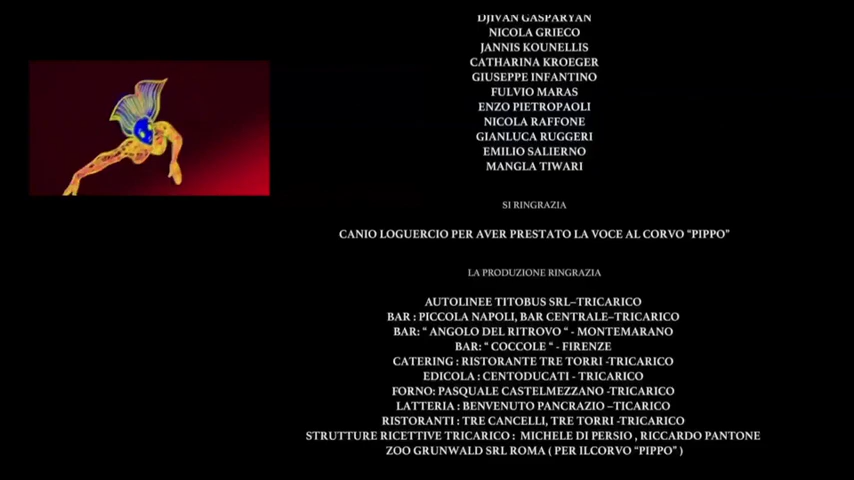 DJIVAN GASPARYAN
NICOLA GRIECO
JANNIS KOUNELLIS
CATHARINA KROEGER
GIUSEPPE INFANTINO
FULVIO MARAS
ENZO PIETROPAOLI
NICOLA RAFFONE
GIANLUCA RUGGERI
EMILIO SALIERNO
MANGLA TIWARI
SI RINGRAZIA
CANIO LOGUERCIO PER AVER PRESTATO LA VOCE AL CORVO “PIPPO”
LA PRODUZIONE RINGRAZIA
AUTOLINEE TITOBUS SRL–TRICARICO
BAR : PICCOLA NAPOLI, BAR CENTRALE–TRICARICO
BAR: “ ANGOLO DEL RITROVO “ - MONTEMARANO
BAR: “ COCCOLE “ - FIRENZE
CATERING : RISTORANTE TRE TORRI -TRICARICO
EDICOLA : CENTODUCATI - TRICARICO
FORNO: PASQUALE CASTELMEZZANO -TRICARICO
LATTERIA : BENVENUTO PANCRAZIO –TICARICO
RISTORANTI : TRE CANCELLI, TRE TORRI -TRICARICO
STRUTTURE RICETTIVE TRICARICO : MICHELE DI PERSIO , RICCARDO PANTONE
ZOO GRUNWALD SRL ROMA ( PER ILCORVO “PIPPO” )